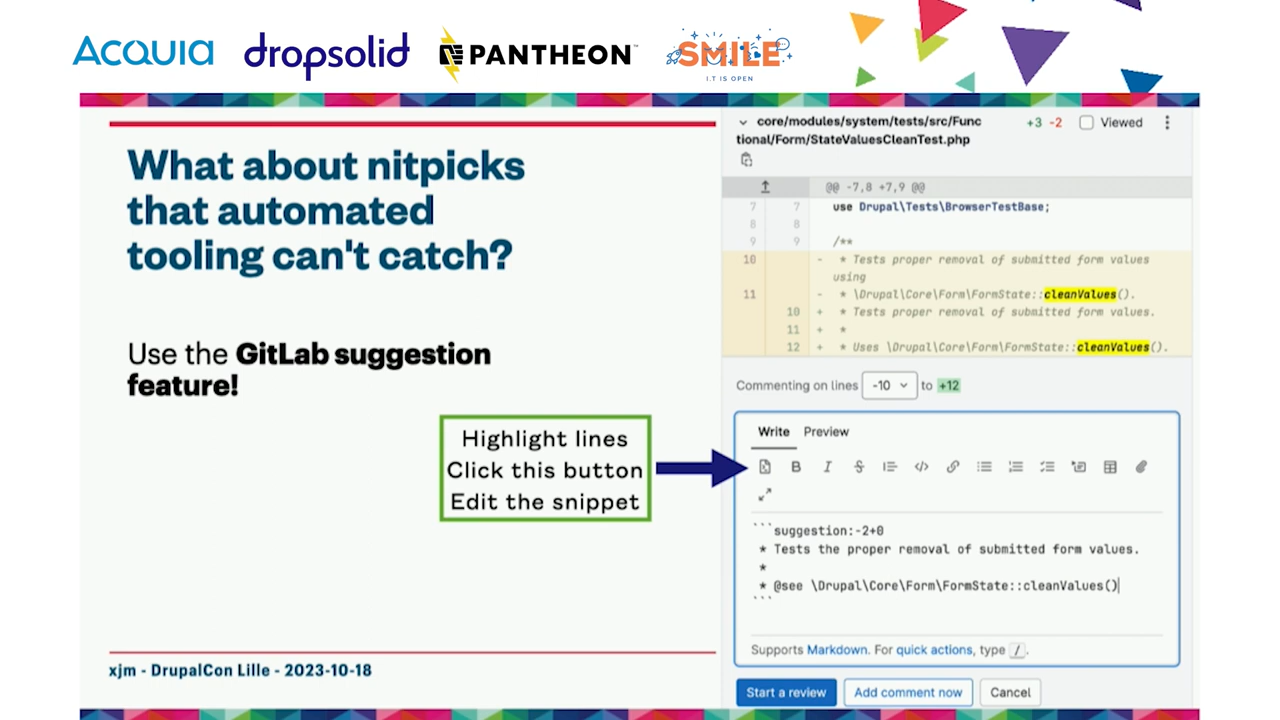 Acquia dropsolid PANTHEON SMILE
I.T IS OPEN
What about nitpicks
that automated
tooling can't catch?
Use the GitLab suggestion
feature!
Highlight lines
Click this button
Edit the snippet
xjm - DrupalCon Lille - 2023-10-18
core/modules/system/tests/src/Func +3 -2 Viewed
tional/Form/StateValuesCleanTest.php
@@ -7,8 +7,9 @@
7 7 use Drupal\Tests\BrowserTestBase;
8 8
9 9 /**
10 - * Tests proper removal of submitted form values
using
11 - * \Drupal\Core\Form\FormState::cleanValues().
10 + * Tests proper removal of submitted form values.
11 + *
12 + * Uses \Drupal\Core\Form\FormState::cleanValues().
Commenting on lines -10 to +12
Write Preview
```suggestion:-2+0
* Tests the proper removal of submitted form values.
*
* @see \Drupal\Core\Form\FormState::cleanValues()
```
Supports Markdown. For quick actions, type /.
Start a review Add comment now Cancel